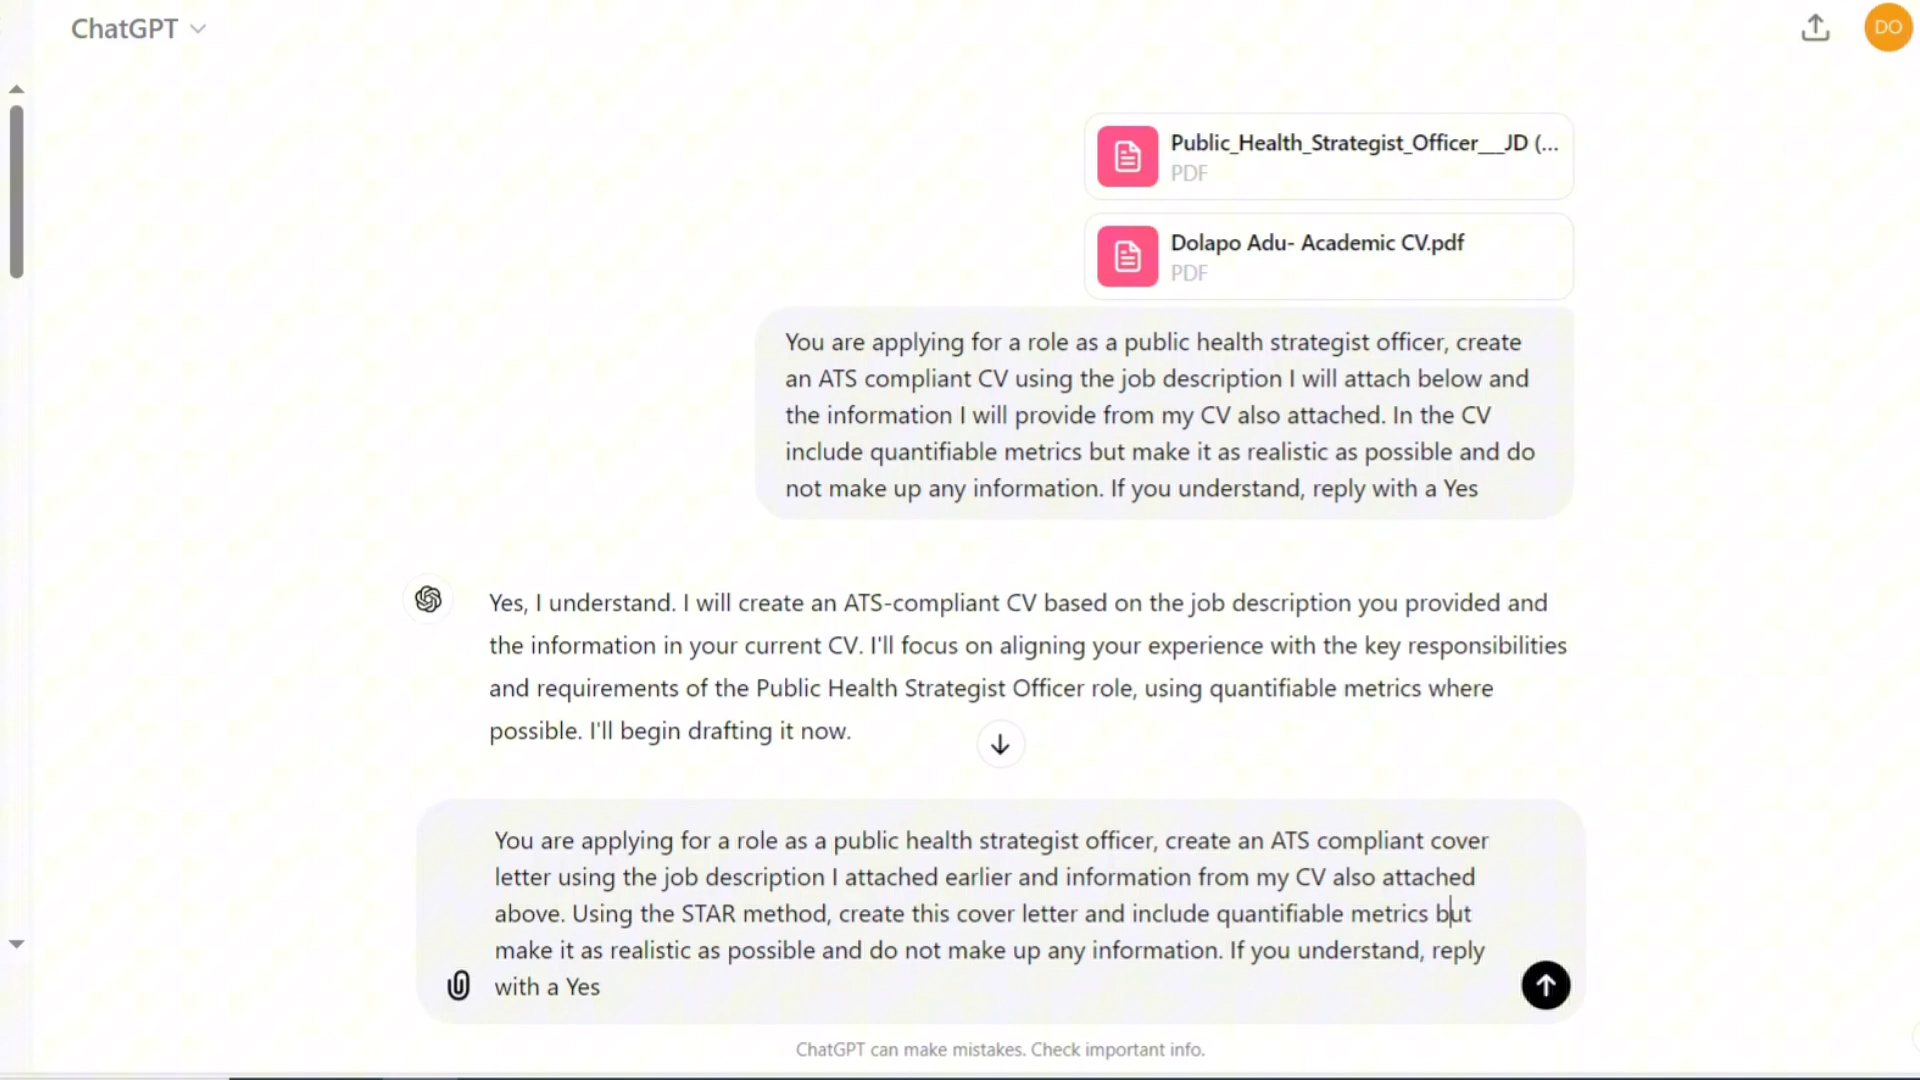 ChatGPT
DO
Public_Health_Strategist_Officer___JD (...
PDF
Dolapo Adu- Academic CV.pdf
PDF
You are applying for a role as a public health strategist officer, create
an ATS compliant CV using the job description I will attach below and
the information I will provide from my CV also attached. In the CV
include quantifiable metrics but make it as realistic as possible and do
not make up any information. If you understand, reply with a Yes
Yes, I understand. I will create an ATS-compliant CV based on the job description you provided and
the information in your current CV. I'll focus on aligning your experience with the key responsibilities
and requirements of the Public Health Strategist Officer role, using quantifiable metrics where
possible. I'll begin drafting it now.
You are applying for a role as a public health strategist officer, create an ATS compliant cover
letter using the job description I attached earlier and information from my CV also attached
above. Using the STAR method, create this cover letter and include quantifiable metrics but
make it as realistic as possible and do not make up any information. If you understand, reply
with a Yes
ChatGPT can make mistakes. Check important info.